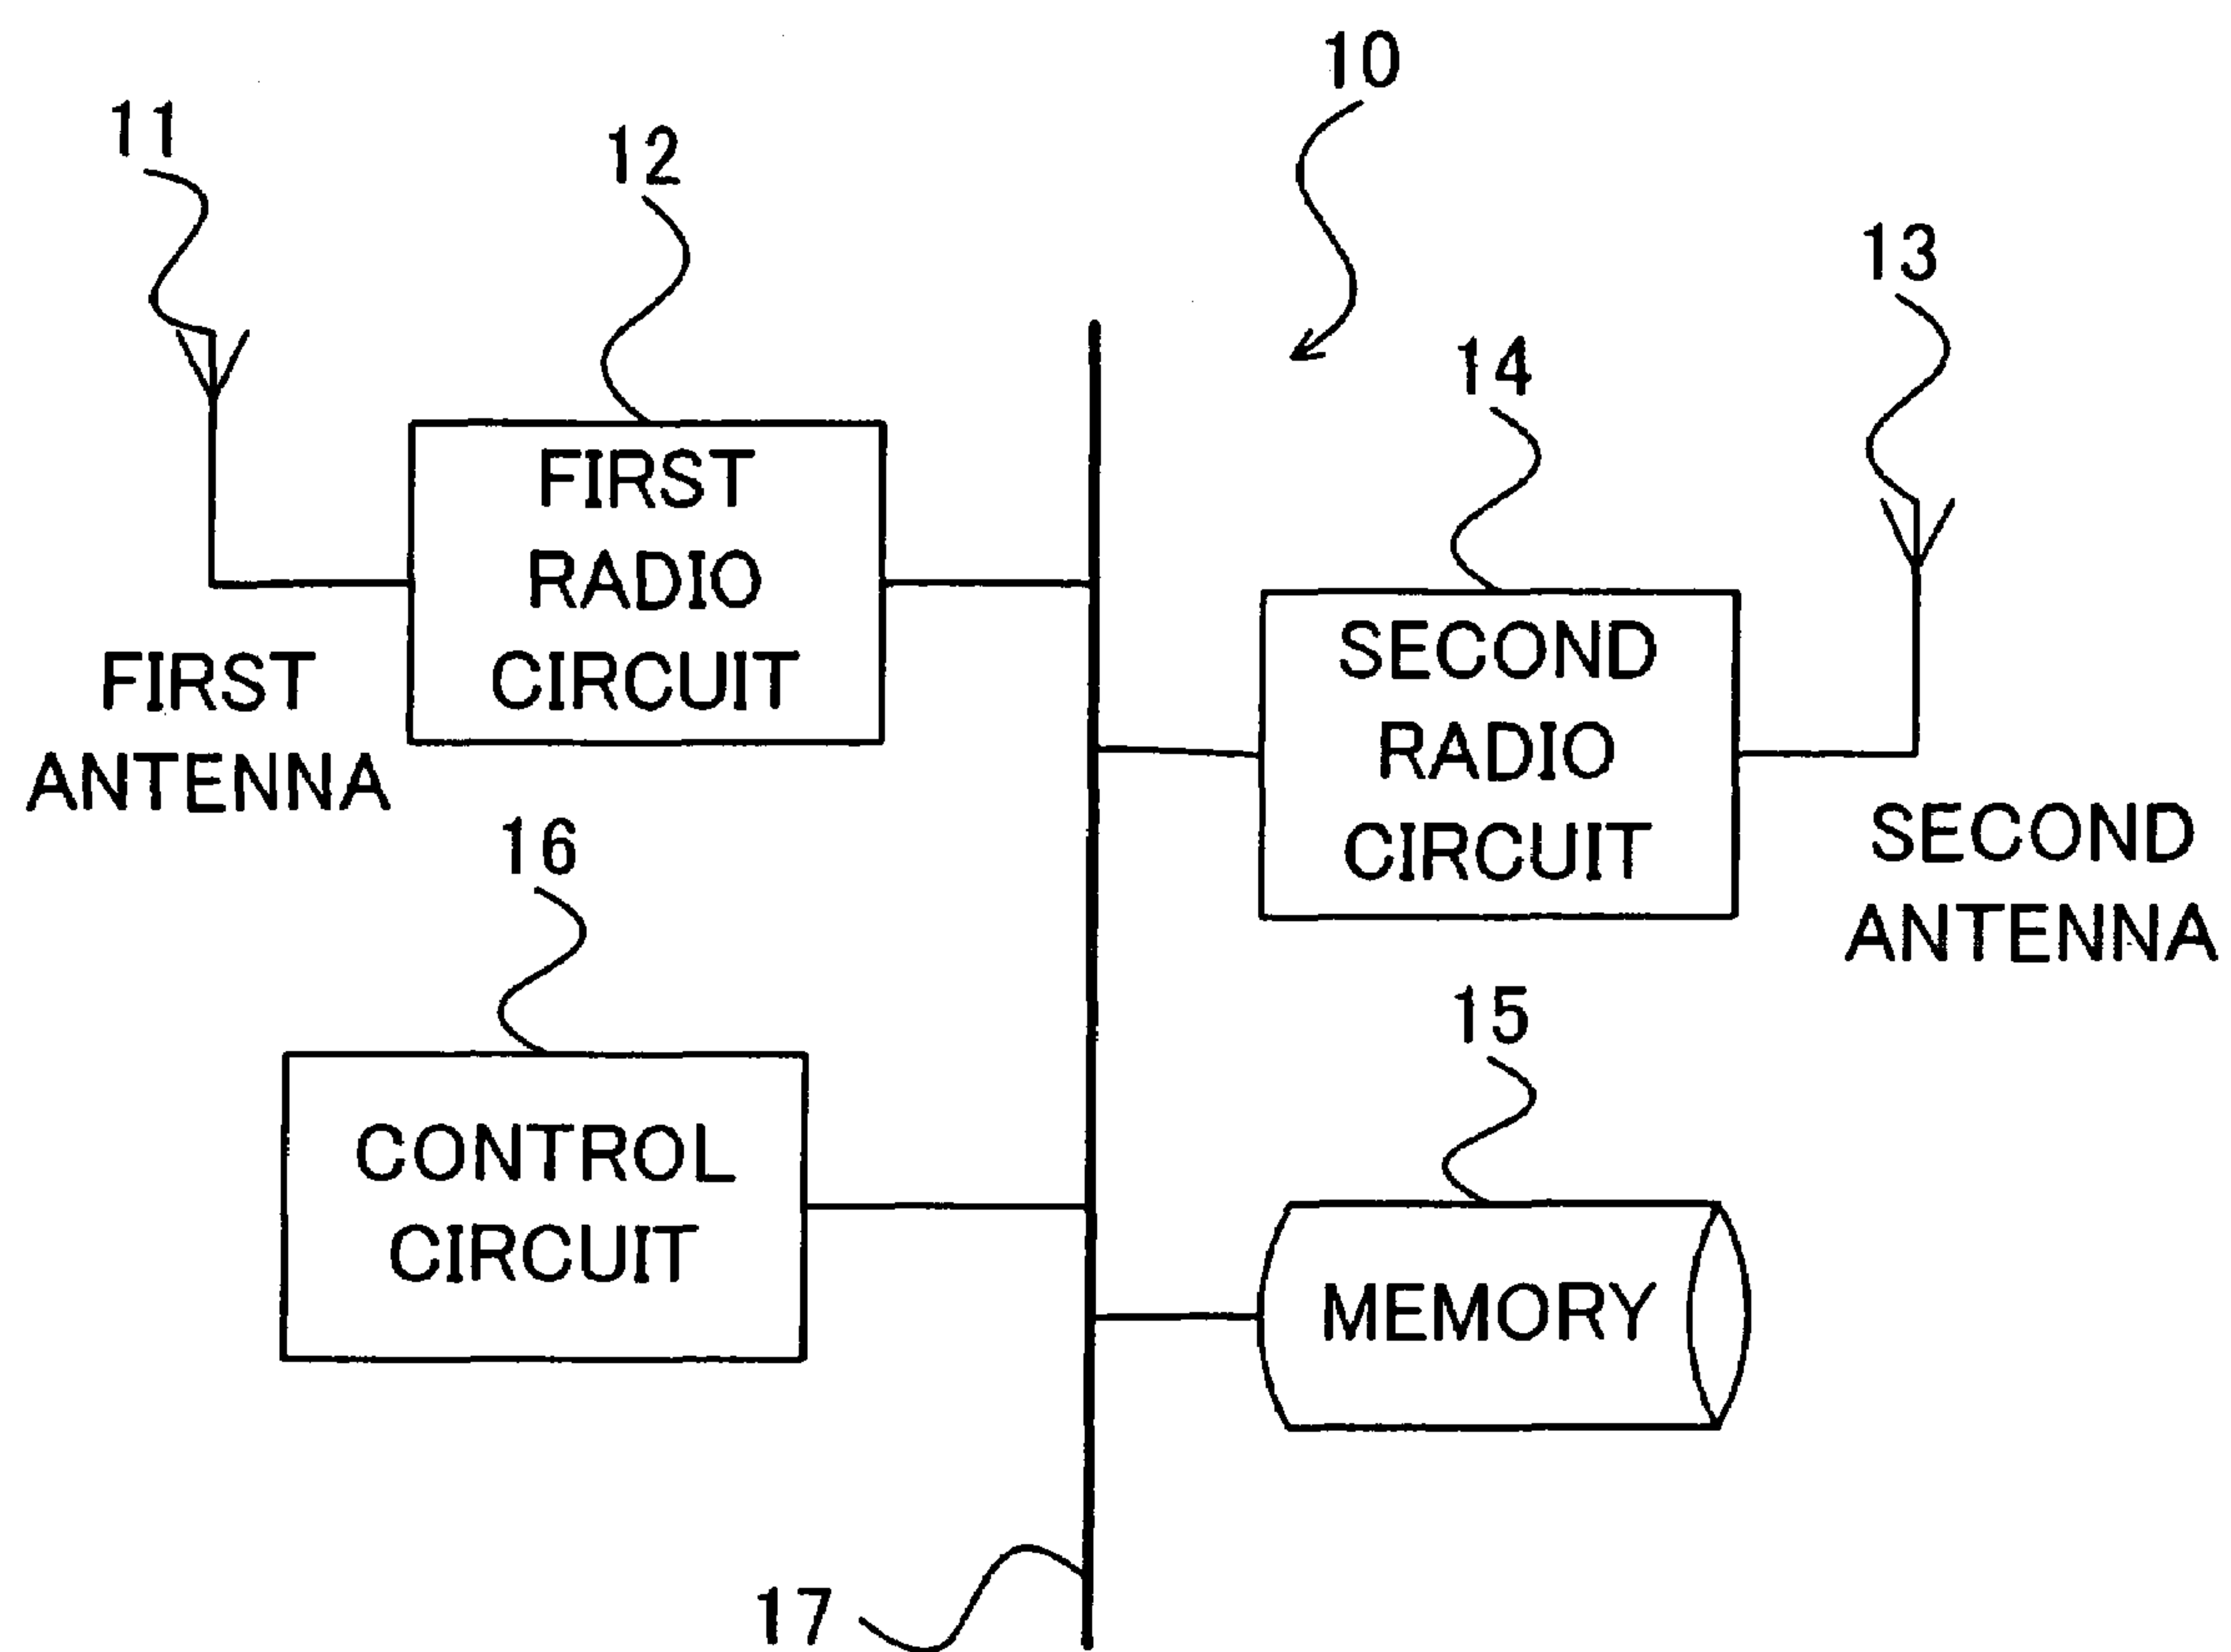 10
11
12
13
14
FIRST
RADIO
CIRCUIT
FIRST
ANTENNA
SECOND
RADIO
CIRCUIT
SECOND
ANTENNA
16
15
CONTROL
CIRCUIT
MEMORY
17